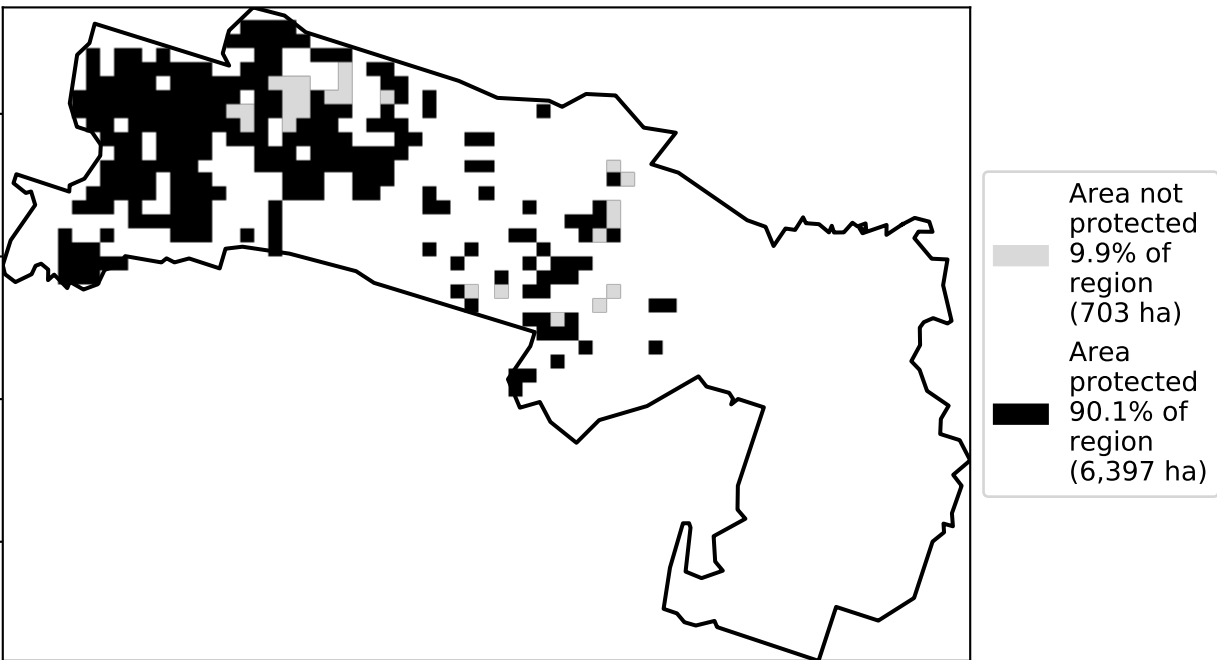 Area not
protected
9.9% of
region
(703 ha)
Area
protected
90.1% of
region
(6,397 ha)